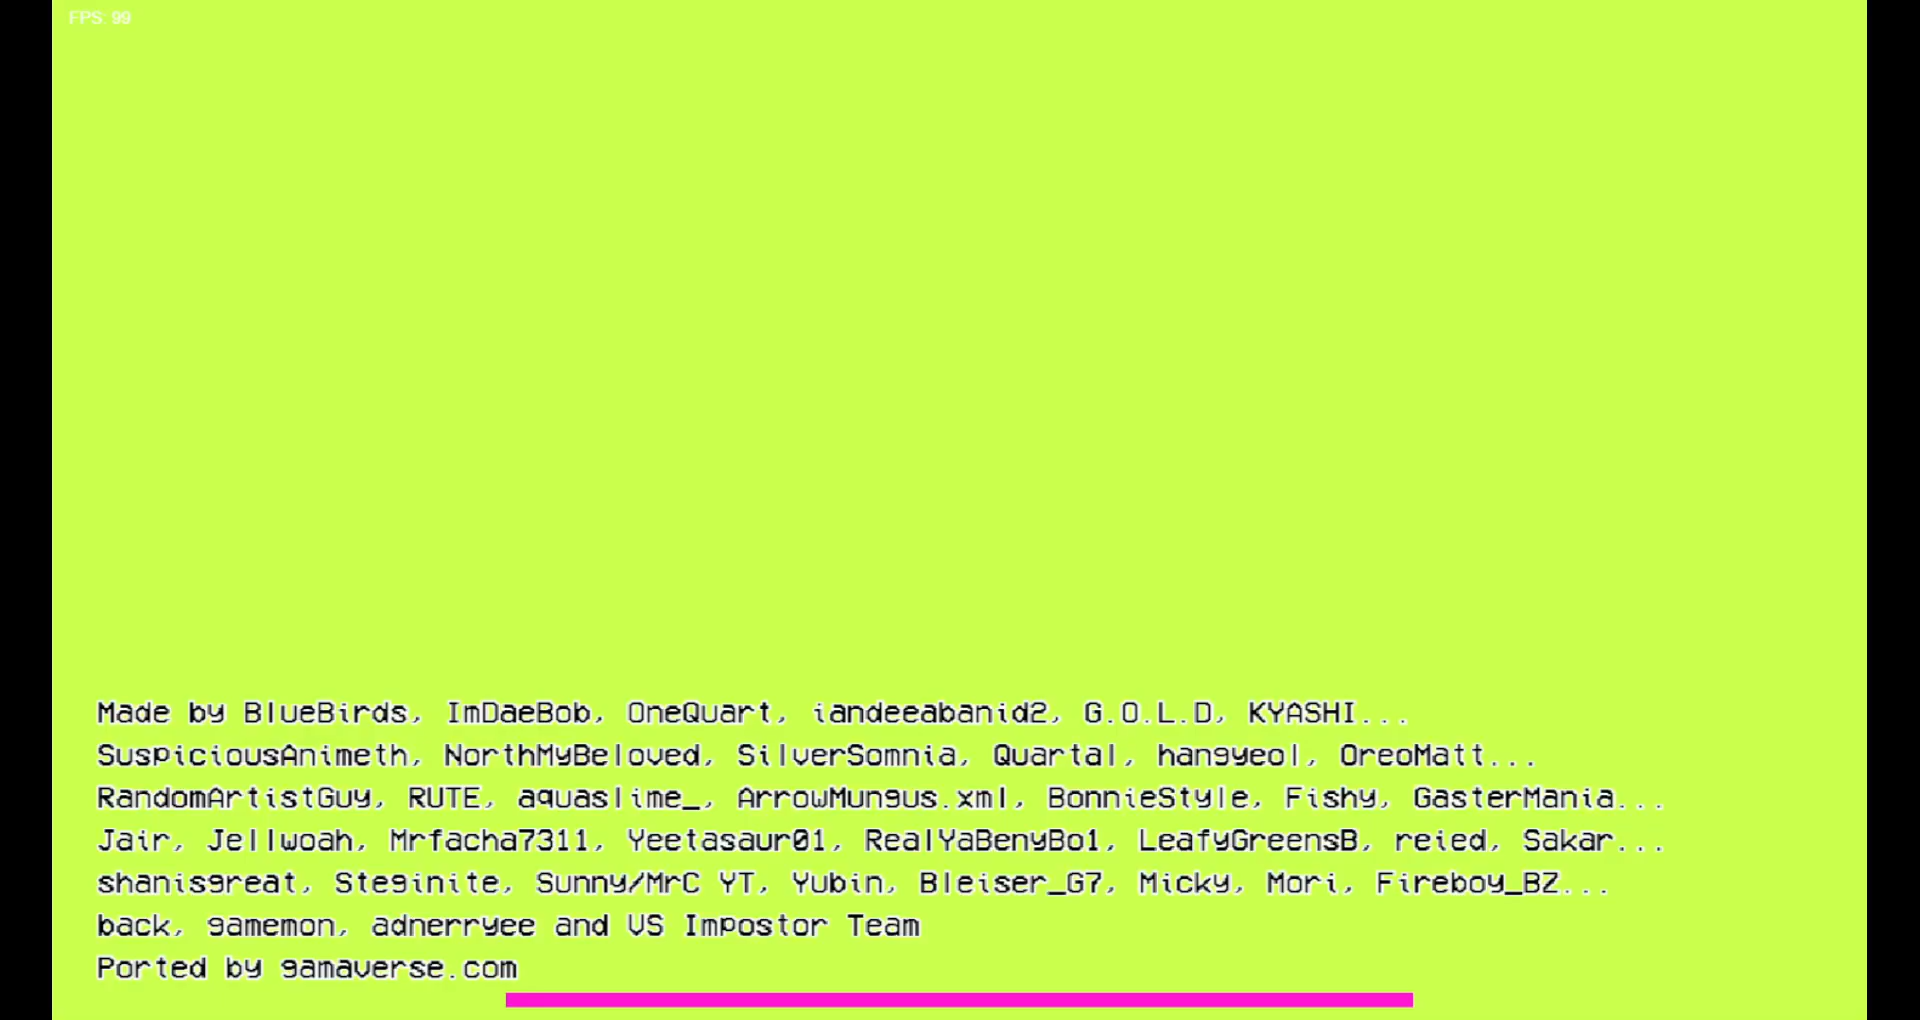 FPS: 99
Made by BlueBirds, ImDaeBob, OneQuart, iandeeabanid2, G.O.L.D, KYASHI...
SuspiciousAnimeth, NorthMyBeloved, SilverSomnia, Quartal, hangyeol, OreoMatt...
RandomArtistGuy, RUTE, aquaslime_, ArrowMungus.xml, BonnieStyle, Fishy, GasterMania...
Jair, Jellwoah, Mrfacha7311, Yeetasaur01, RealYaBenyBo1, LeafyGreensB, reied, Sakar...
shanisgreat, Steginite, Sunny/MrC YT, Yubin, Bleiser_G7, Micky, Mori, Fireboy_BZ...
back, gamemon, adnerryee and VS Impostor Team
Ported by gamaverse.com